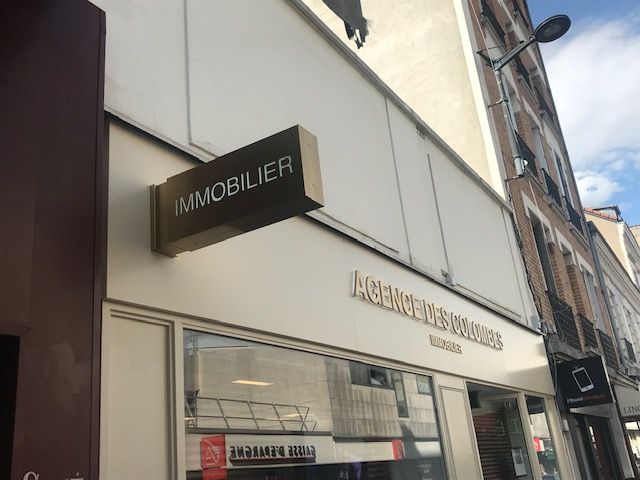 IMMOBILIER
AGENCE DES COLOMBES
IMMOBILIER
CAISSE D'EPARGNE